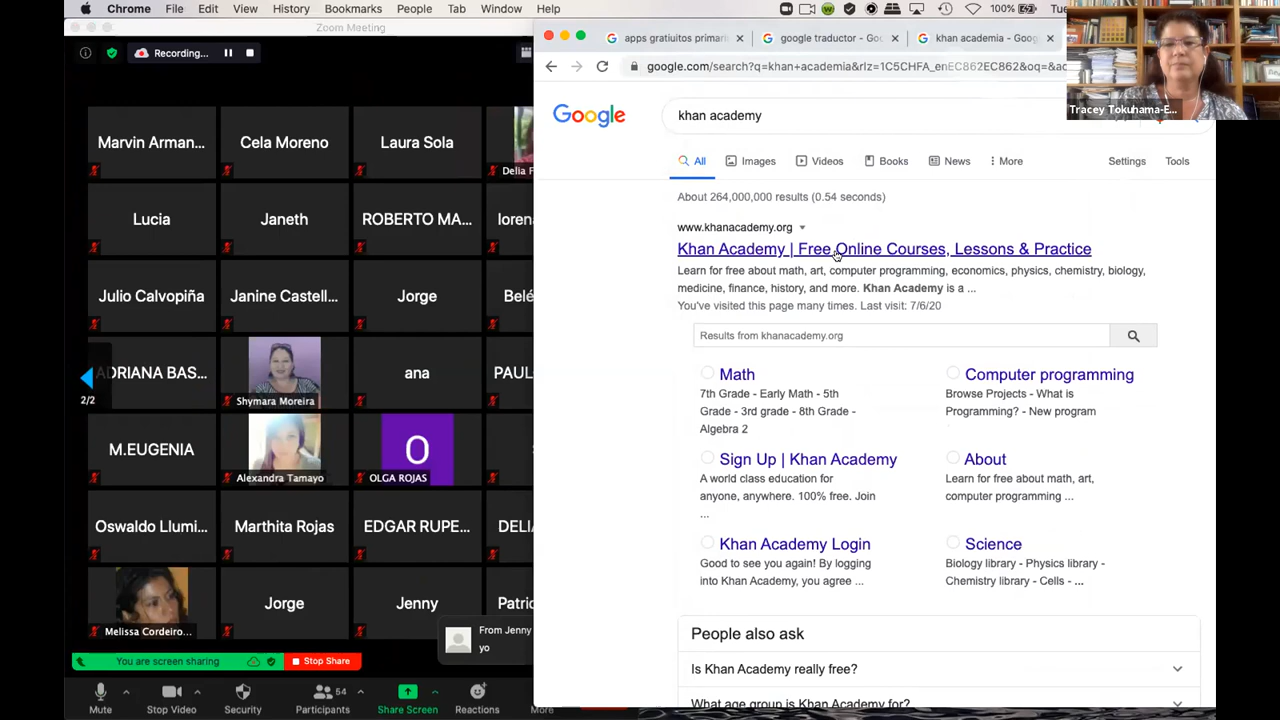 Chrome File Edit View History Bookmarks People Tab Window Help
100%
Zoom Meeting
Recording...
Marvin Arman...
Cela Moreno
Laura Sola
Delia F
Lucia
Janeth
ROBERTO MA...
lorena
Julio Calvopiña
Janine Castell...
Jorge
Belé
ADRIANA BAS...
Shymara Moreira
ana
PAUL
2/2
M.EUGENIA
Alexandra Tamayo
O
OLGA ROJAS
Oswaldo Llumi...
Marthita Rojas
EDGAR RUPE...
DELI
Melissa Cordeiro...
Jorge
Jenny
Patric
From Jenny
yo
You are screen sharing
Stop Share
Mute
Stop Video
Security
54
Participants
Share Screen
Reactions
More
apps gratiuitos primari
google traductor - Goo
khan academia - Goog
google.com/search?q=khan+academia&rlz=1C5CHFA_enEC862EC862&oq=&aq
Tracey Tokuhama-E...
Google
khan academy
All
Images
Videos
Books
News
More
Settings
Tools
About 264,000,000 results (0.54 seconds)
www.khanacademy.org
Khan Academy | Free Online Courses, Lessons & Practice
Learn for free about math, art, computer programming, economics, physics, chemistry, biology,
medicine, finance, history, and more. Khan Academy is a ...
You've visited this page many times. Last visit: 7/6/20
Results from khanacademy.org
Math
7th Grade - Early Math - 5th
Grade - 3rd grade - 8th Grade -
Algebra 2
Computer programming
Browse Projects - What is
Programming? - New program
Sign Up | Khan Academy
A world class education for
anyone, anywhere. 100% free. Join
...
About
Learn for free about math, art,
computer programming ...
Khan Academy Login
Good to see you again! By logging
into Khan Academy, you agree ...
Science
Biology library - Physics library -
Chemistry library - Cells - ...
People also ask
Is Khan Academy really free?
What age group is Khan Academy for?